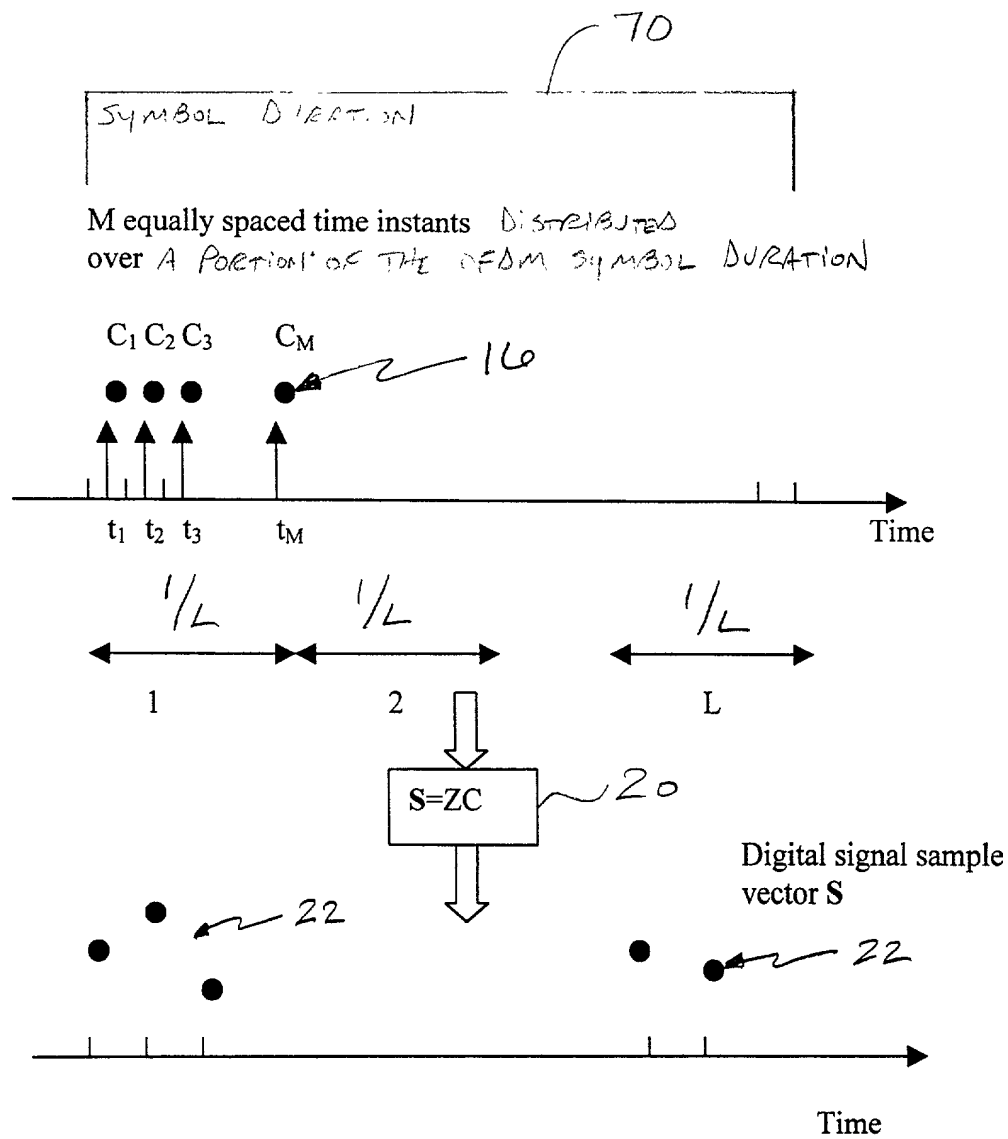 70
SYMBOL DIERTION
M equally spaced time instants DISTRIBUTED
over A PORTION OF THE OFDM SYMBOL DURATION
C1 C2 C3 CM
16
t1 t2 t3 tM
Time
1/L 1/L 1/L
1 2 L
S=ZC
20
Digital signal sample
vector S
22
22
Time